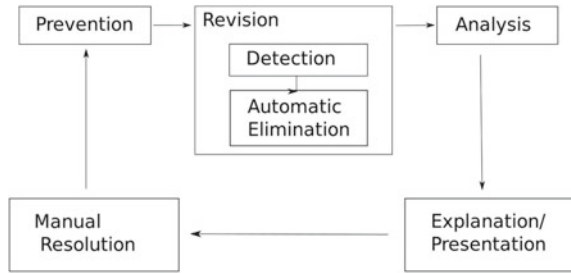 Prevention
Revision
Detection
Automatic
Elimination
Analysis
Explanation/
Presentation
Manual
Resolution